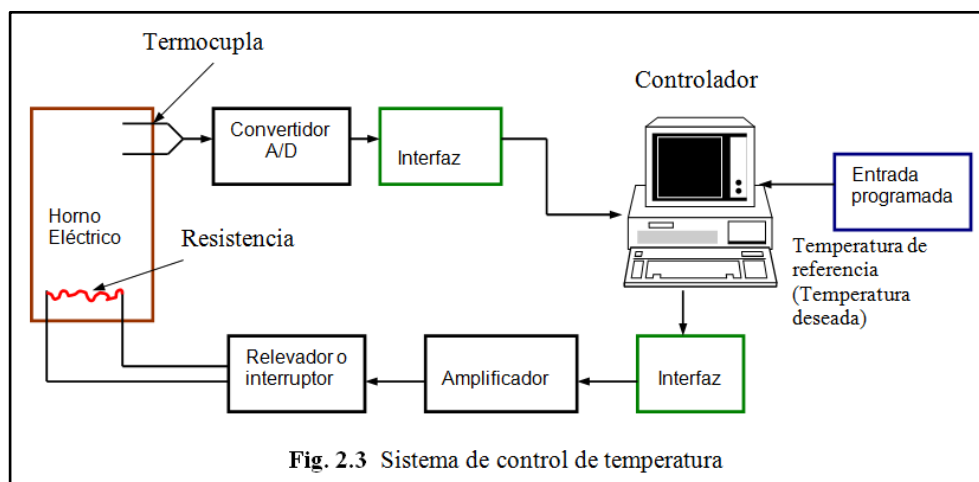 Termocupla
Controlador
Convertidor
A/D
Interfaz
Entrada
programada
Horno
Eléctrico
Resistencia
Temperatura de
referencia
(Temperatura
deseada)
Relevador o
interruptor
Amplificador
Interfaz
Fig. 2.3 Sistema de control de temperatura